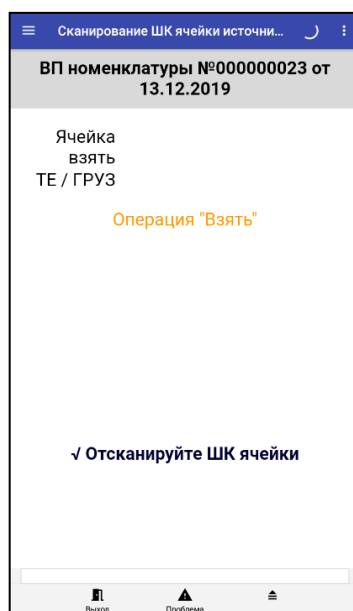 Сканирование ШК ячейки источни...
ВП номенклатуры №000000023 от
13.12.2019
Ячейка
взять
ТЕ / ГРУЗ
Операция "Взять"
√ Отсканируйте ШК ячейки
Выход Проблема